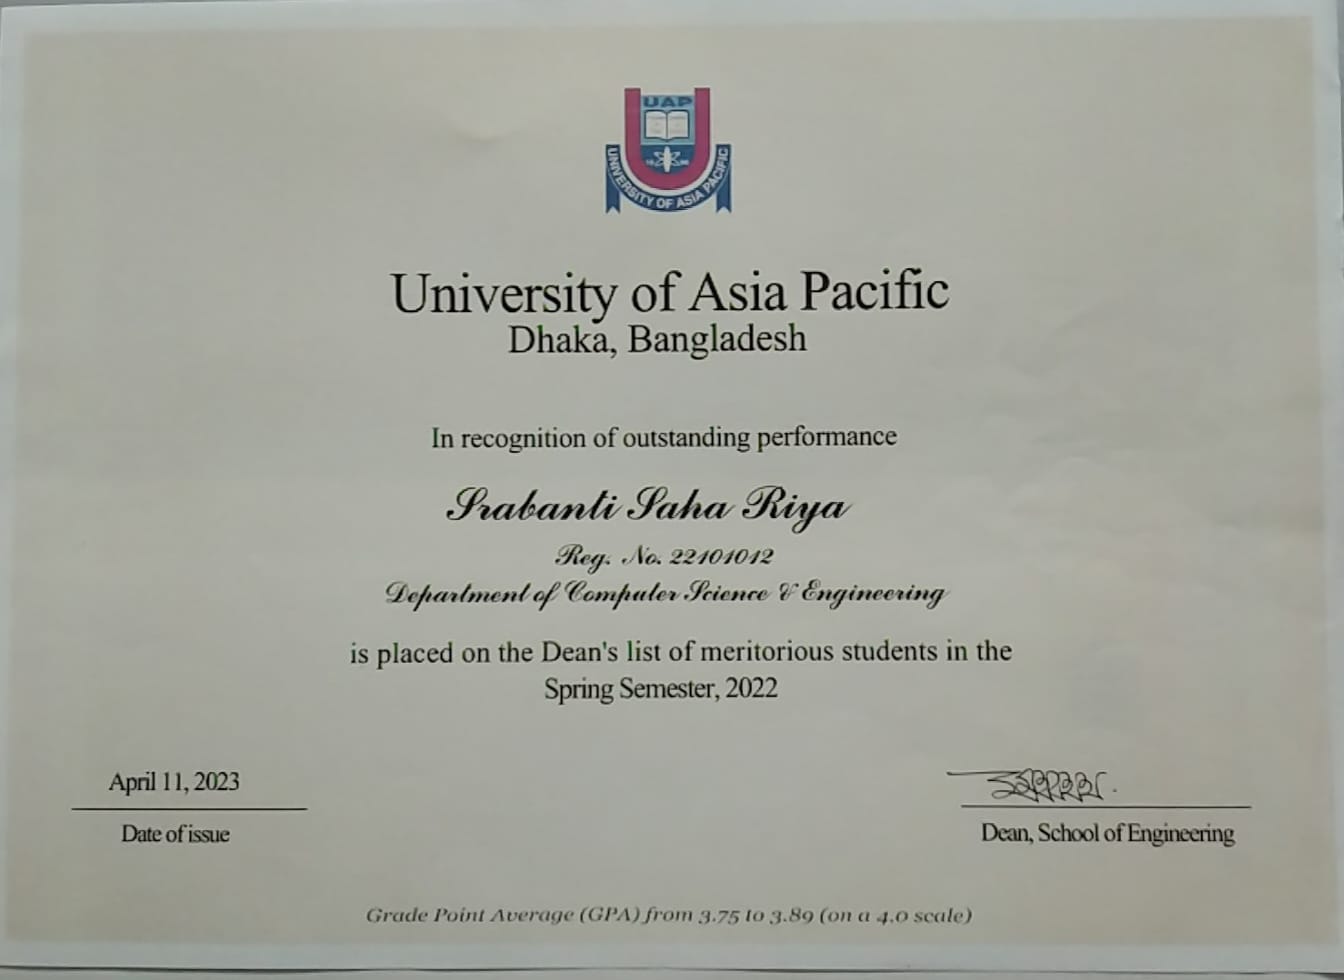 UAP
UNIVERSITY OF ASIA PACIFIC
University of Asia Pacific
Dhaka, Bangladesh
In recognition of outstanding performance
Srabanti Saha Riya
Reg. No. 22101012
Department of Computer Science & Engineering
is placed on the Dean's list of meritorious students in the
Spring Semester, 2022
April 11, 2023
Date of issue
Dean, School of Engineering
Grade Point Average (GPA) from 3.75 to 3.89 (on a 4.0 scale)